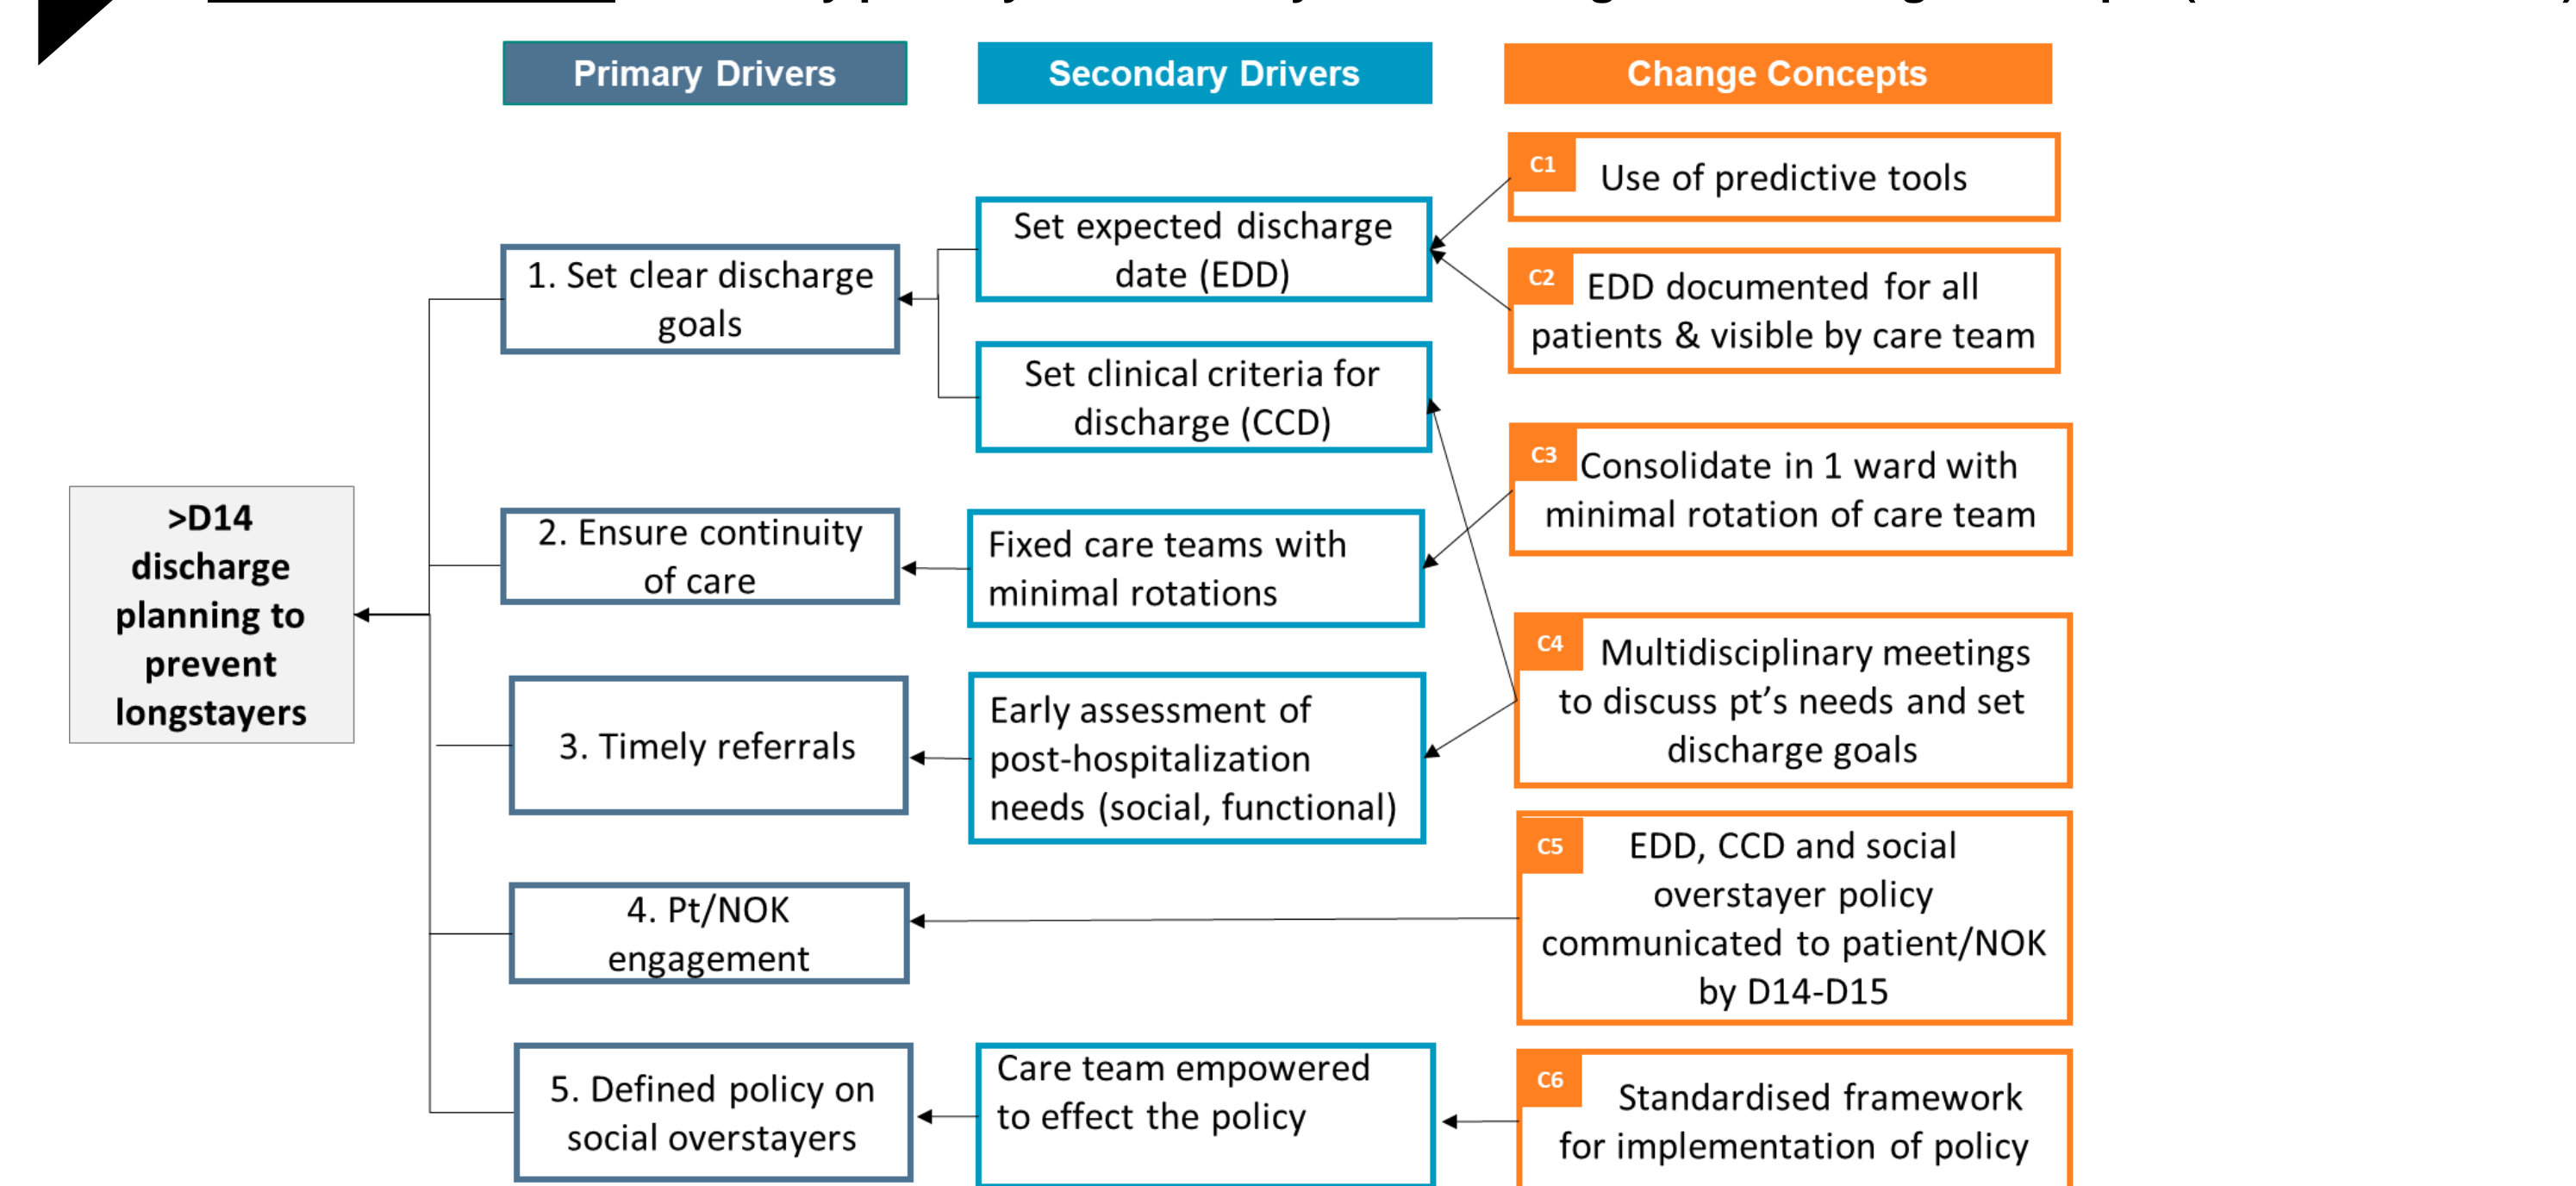 Primary Drivers
Secondary Drivers
Change Concepts
>D14
discharge
planning to
prevent
longstayers
1. Set clear discharge
goals
2. Ensure continuity
of care
3. Timely referrals
4. Pt/NOK
engagement
5. Defined policy on
social overstayers
Set expected discharge
date (EDD)
Set clinical criteria for
discharge (CCD)
Fixed care teams with
minimal rotations
Early assessment of
post-hospitalization
needs (social, functional)
Care team empowered
to effect the policy
C1
Use of predictive tools
C2
EDD documented for all
patients & visible by care team
C3
Consolidate in 1 ward with
minimal rotation of care team
C4
Multidisciplinary meetings
to discuss pt’s needs and set
discharge goals
C5
EDD, CCD and social
overstayer policy
communicated to patient/NOK
by D14-D15
C6
Standardised framework
for implementation of policy